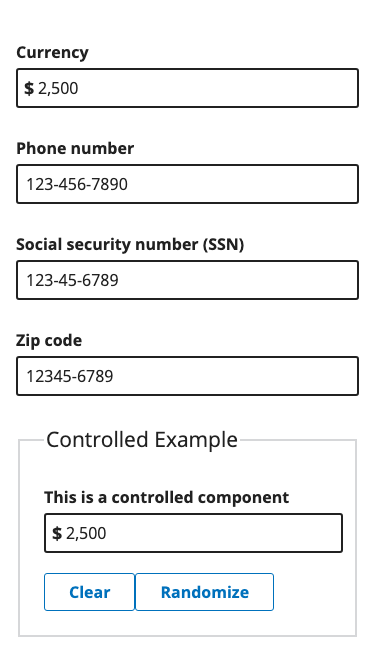 Currency
$ 2,500
Phone number
123-456-7890
Social security number (SSN)
123-45-6789
Zip code
12345-6789
Controlled Example
This is a controlled component
$ 2,500
Clear Randomize